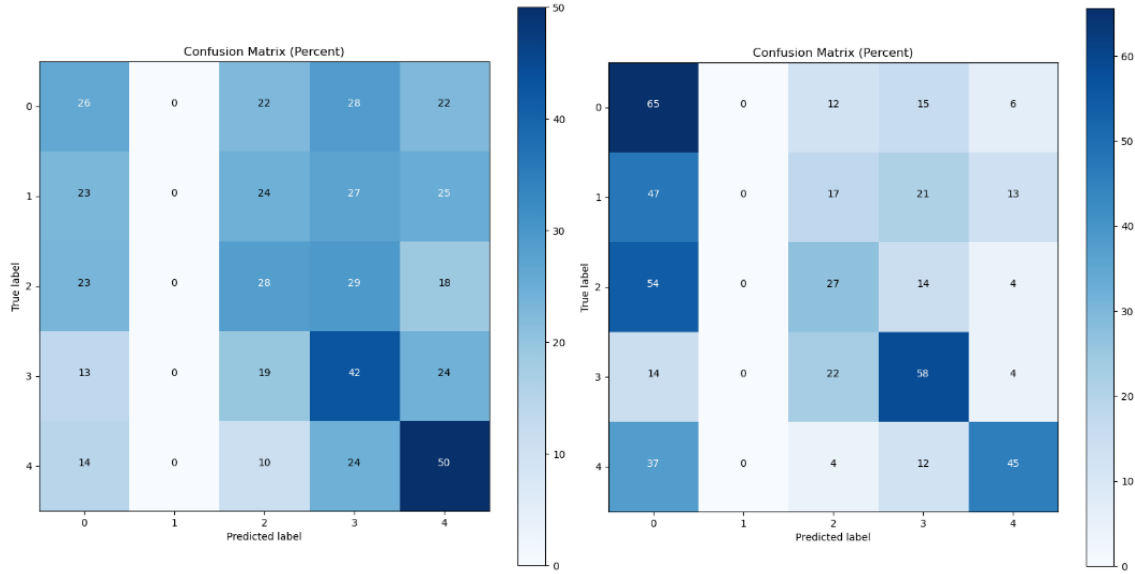 Confusion Matrix (Percent)
True label
0 26 0 22 28 22
1 23 0 24 27 25
2 23 0 28 29 18
3 13 0 19 42 24
4 14 0 10 24 50
0 1 2 3 4
Predicted label
50
40
30
20
10
0
Confusion Matrix (Percent)
True label
0 65 0 12 15 6
1 47 0 17 21 13
2 54 0 27 14 4
3 14 0 22 58 4
4 37 0 4 12 45
0 1 2 3 4
Predicted label
60
50
40
30
20
10
0